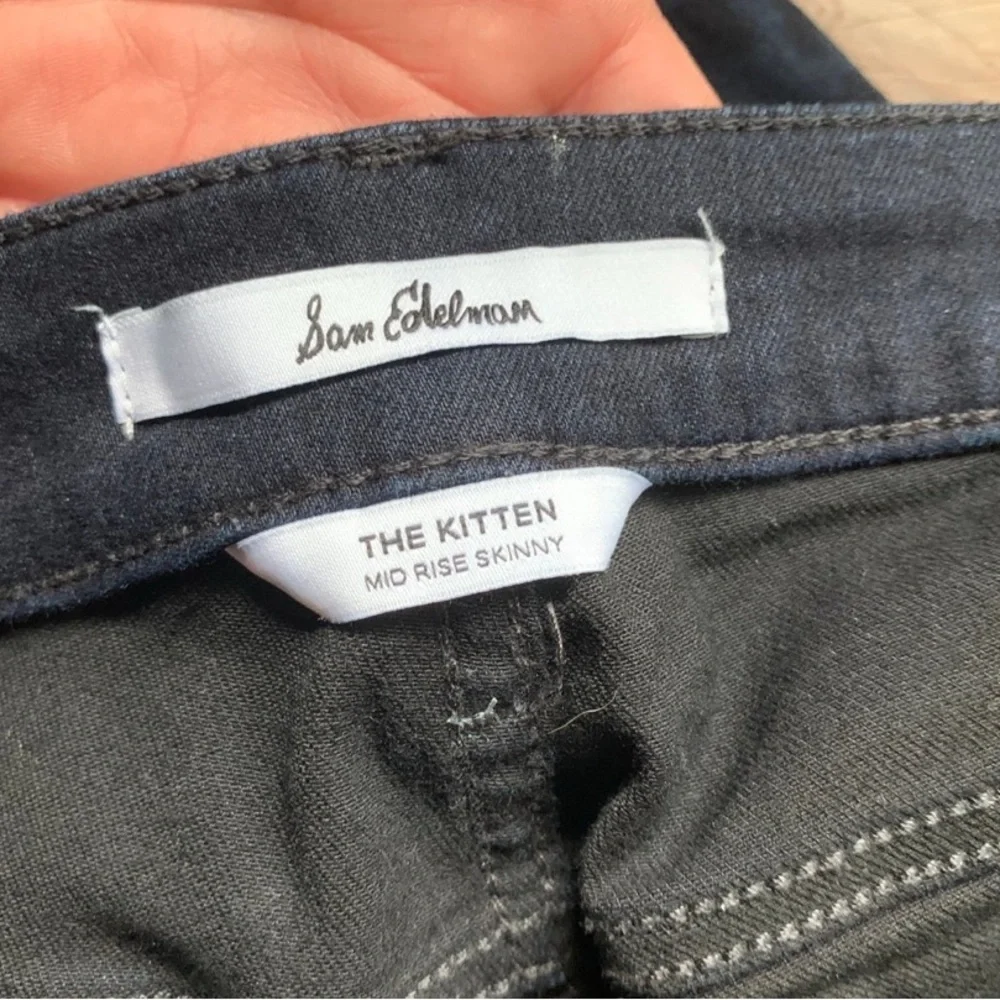 Sam Edelman
THE KITTEN
MID RISE SKINNY